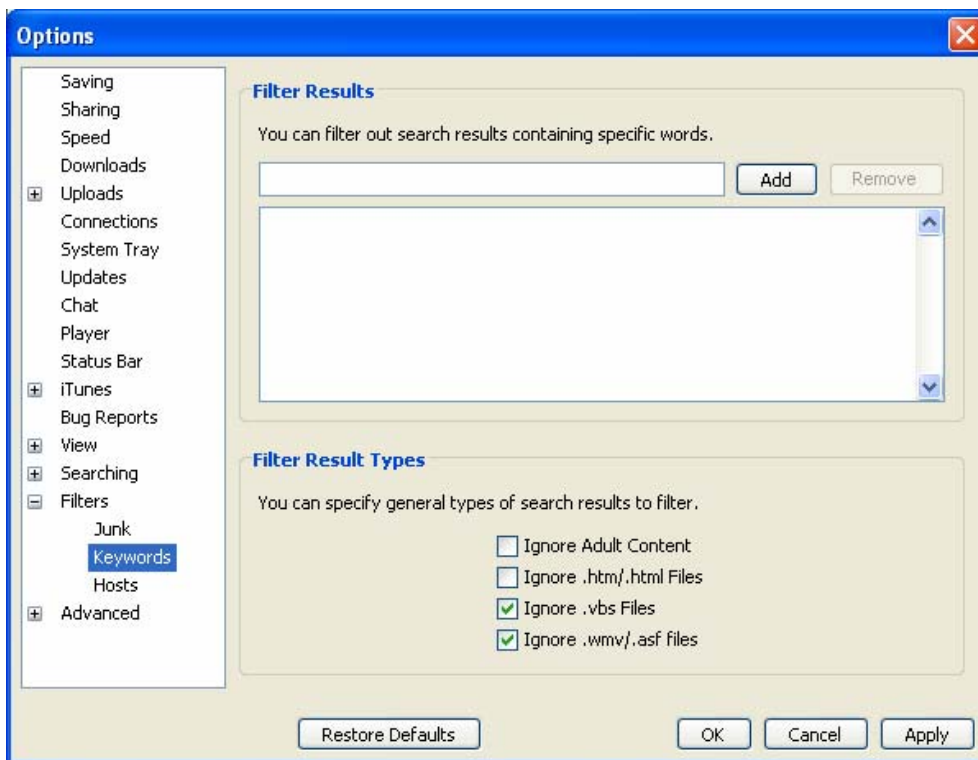 Options
Saving
Sharing
Speed
Downloads
Uploads
Connections
System Tray
Updates
Chat
Player
Status Bar
iTunes
Bug Reports
View
Searching
Filters
Junk
Keywords
Hosts
Advanced
Filter Results
You can filter out search results containing specific words.
Add
Remove
Filter Result Types
You can specify general types of search results to filter.
Ignore Adult Content
Ignore .htm/.html Files
Ignore .vbs Files
Ignore .wmv/.asf files
Restore Defaults
OK
Cancel
Apply